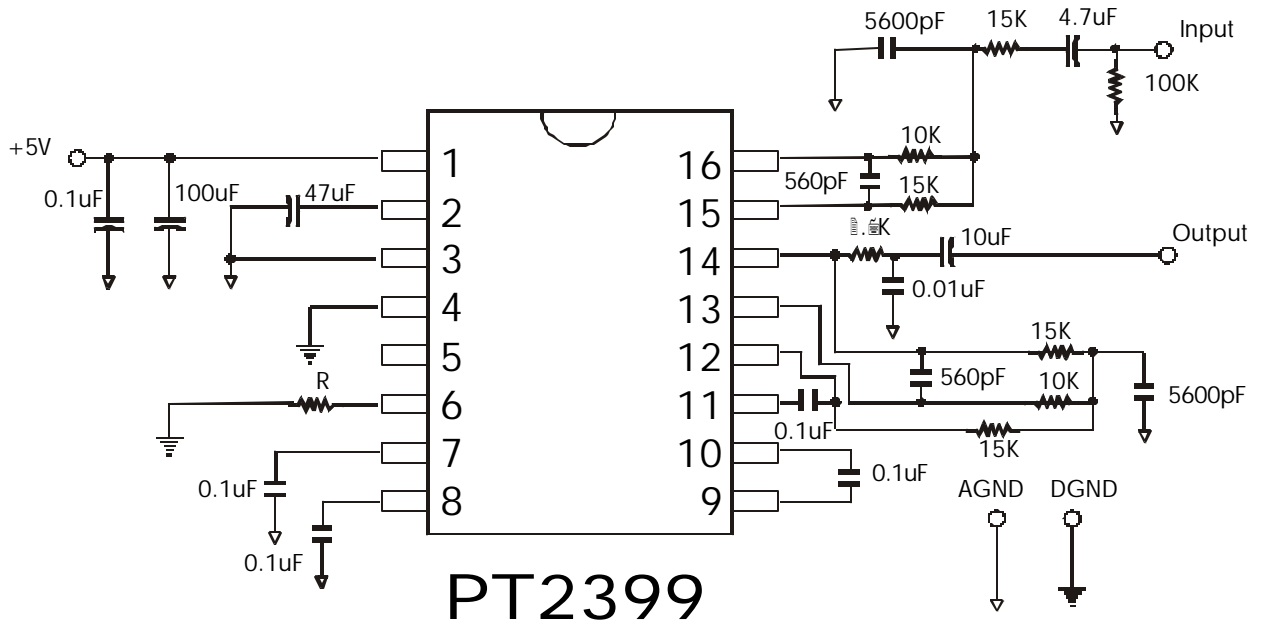 5600pF
15K
4.7uF
Input
100K
+5V
0.1uF
100uF
47uF
1
2
3
4
5
R
6
7
8
0.1uF
0.1uF
16
15
14
13
12
11
10
9
10K
560pF
15K
10uF
Output
0.01uF
15K
560pF
10K
5600pF
0.1uF
15K
0.1uF
AGND
DGND
PT2399